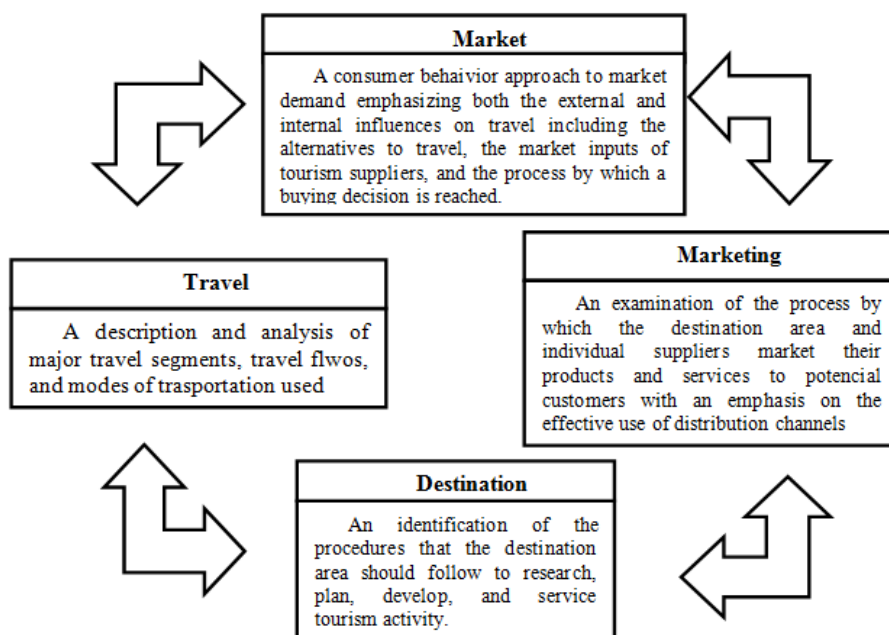 Market
A consumer behaivior approach to market
demand emphasizing both the external and
internal influences on travel including the
alternatives to travel, the market inputs of
tourism suppliers, and the process by which a
buying decision is reached.
Travel
A description and analysis of
major travel segments, travel flwos,
and modes of trasportation used
Marketing
An examination of the process by
which the destination area and
individual suppliers market their
products and services to potencial
customers with an emphasis on the
effective use of distribution channels
Destination
An identification of the
procedures that the destination
area should follow to research,
plan, develop, and service
tourism activity.